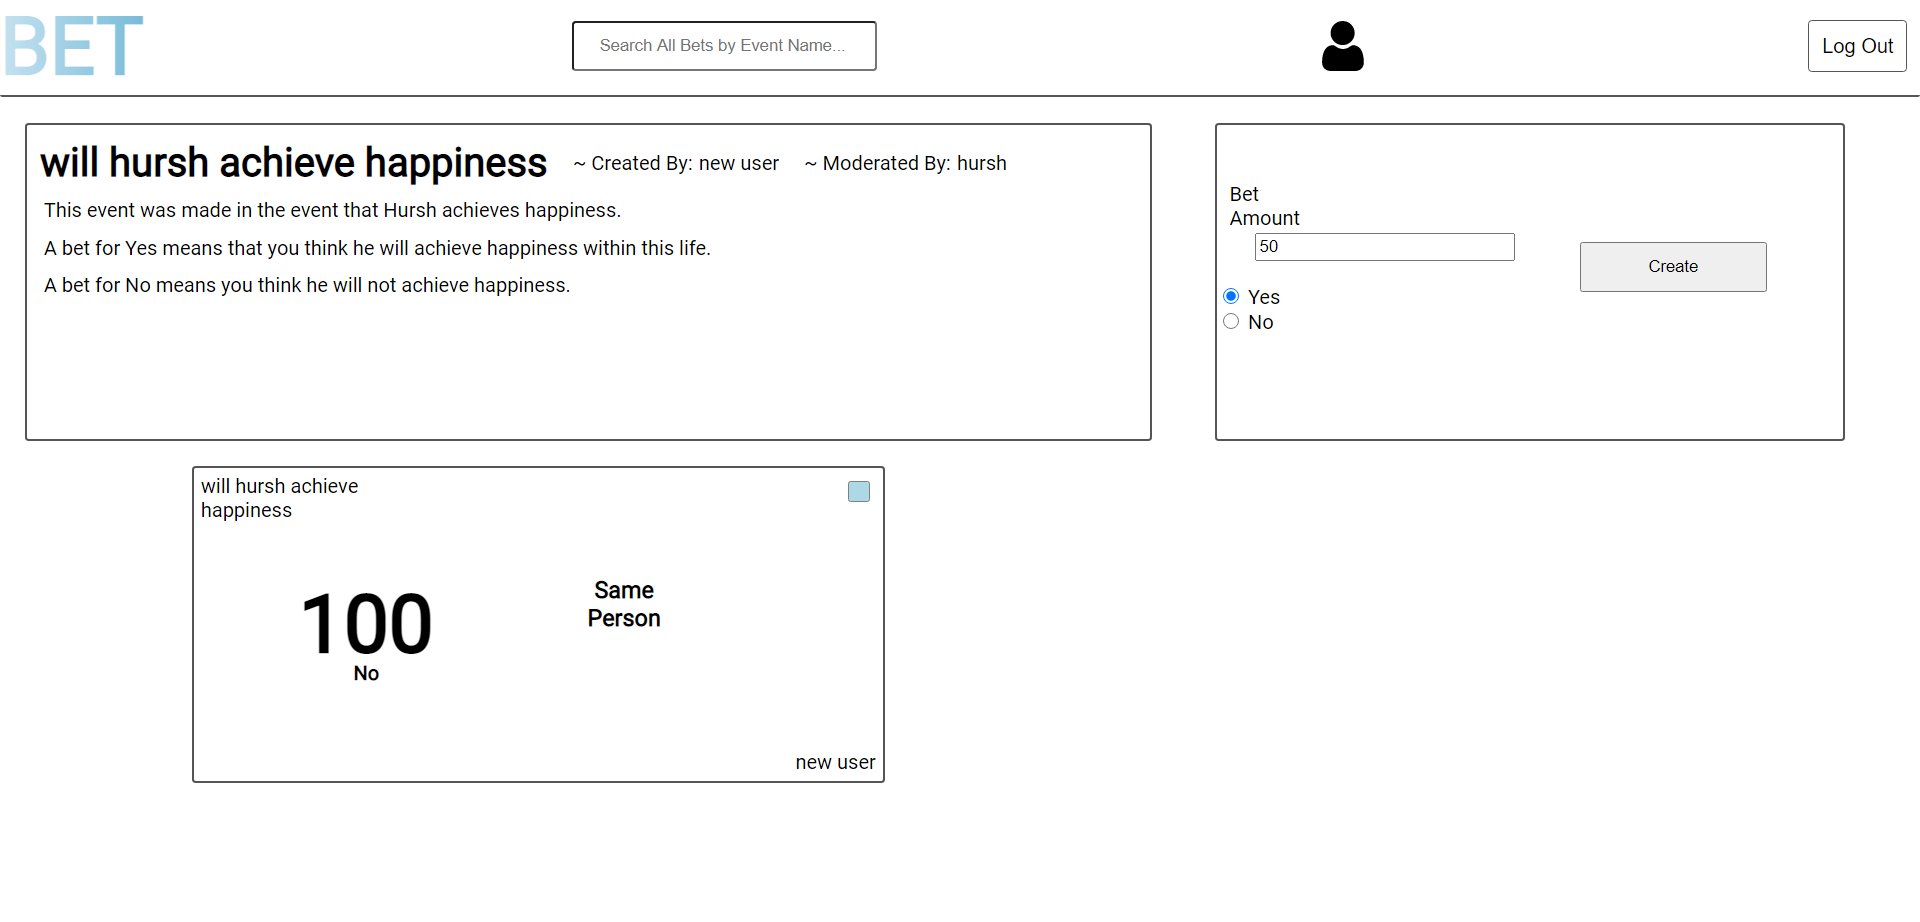 BET
Search All Bets by Event Name...
Log Out
will hursh achieve happiness ~ Created By: new user ~ Moderated By: hursh
This event was made in the event that Hursh achieves happiness.
A bet for Yes means that you think he will achieve happiness within this life.
A bet for No means you think he will not achieve happiness.
Bet
Amount
50
Create
Yes
No
will hursh achieve
happiness
100
No
Same
Person
new user